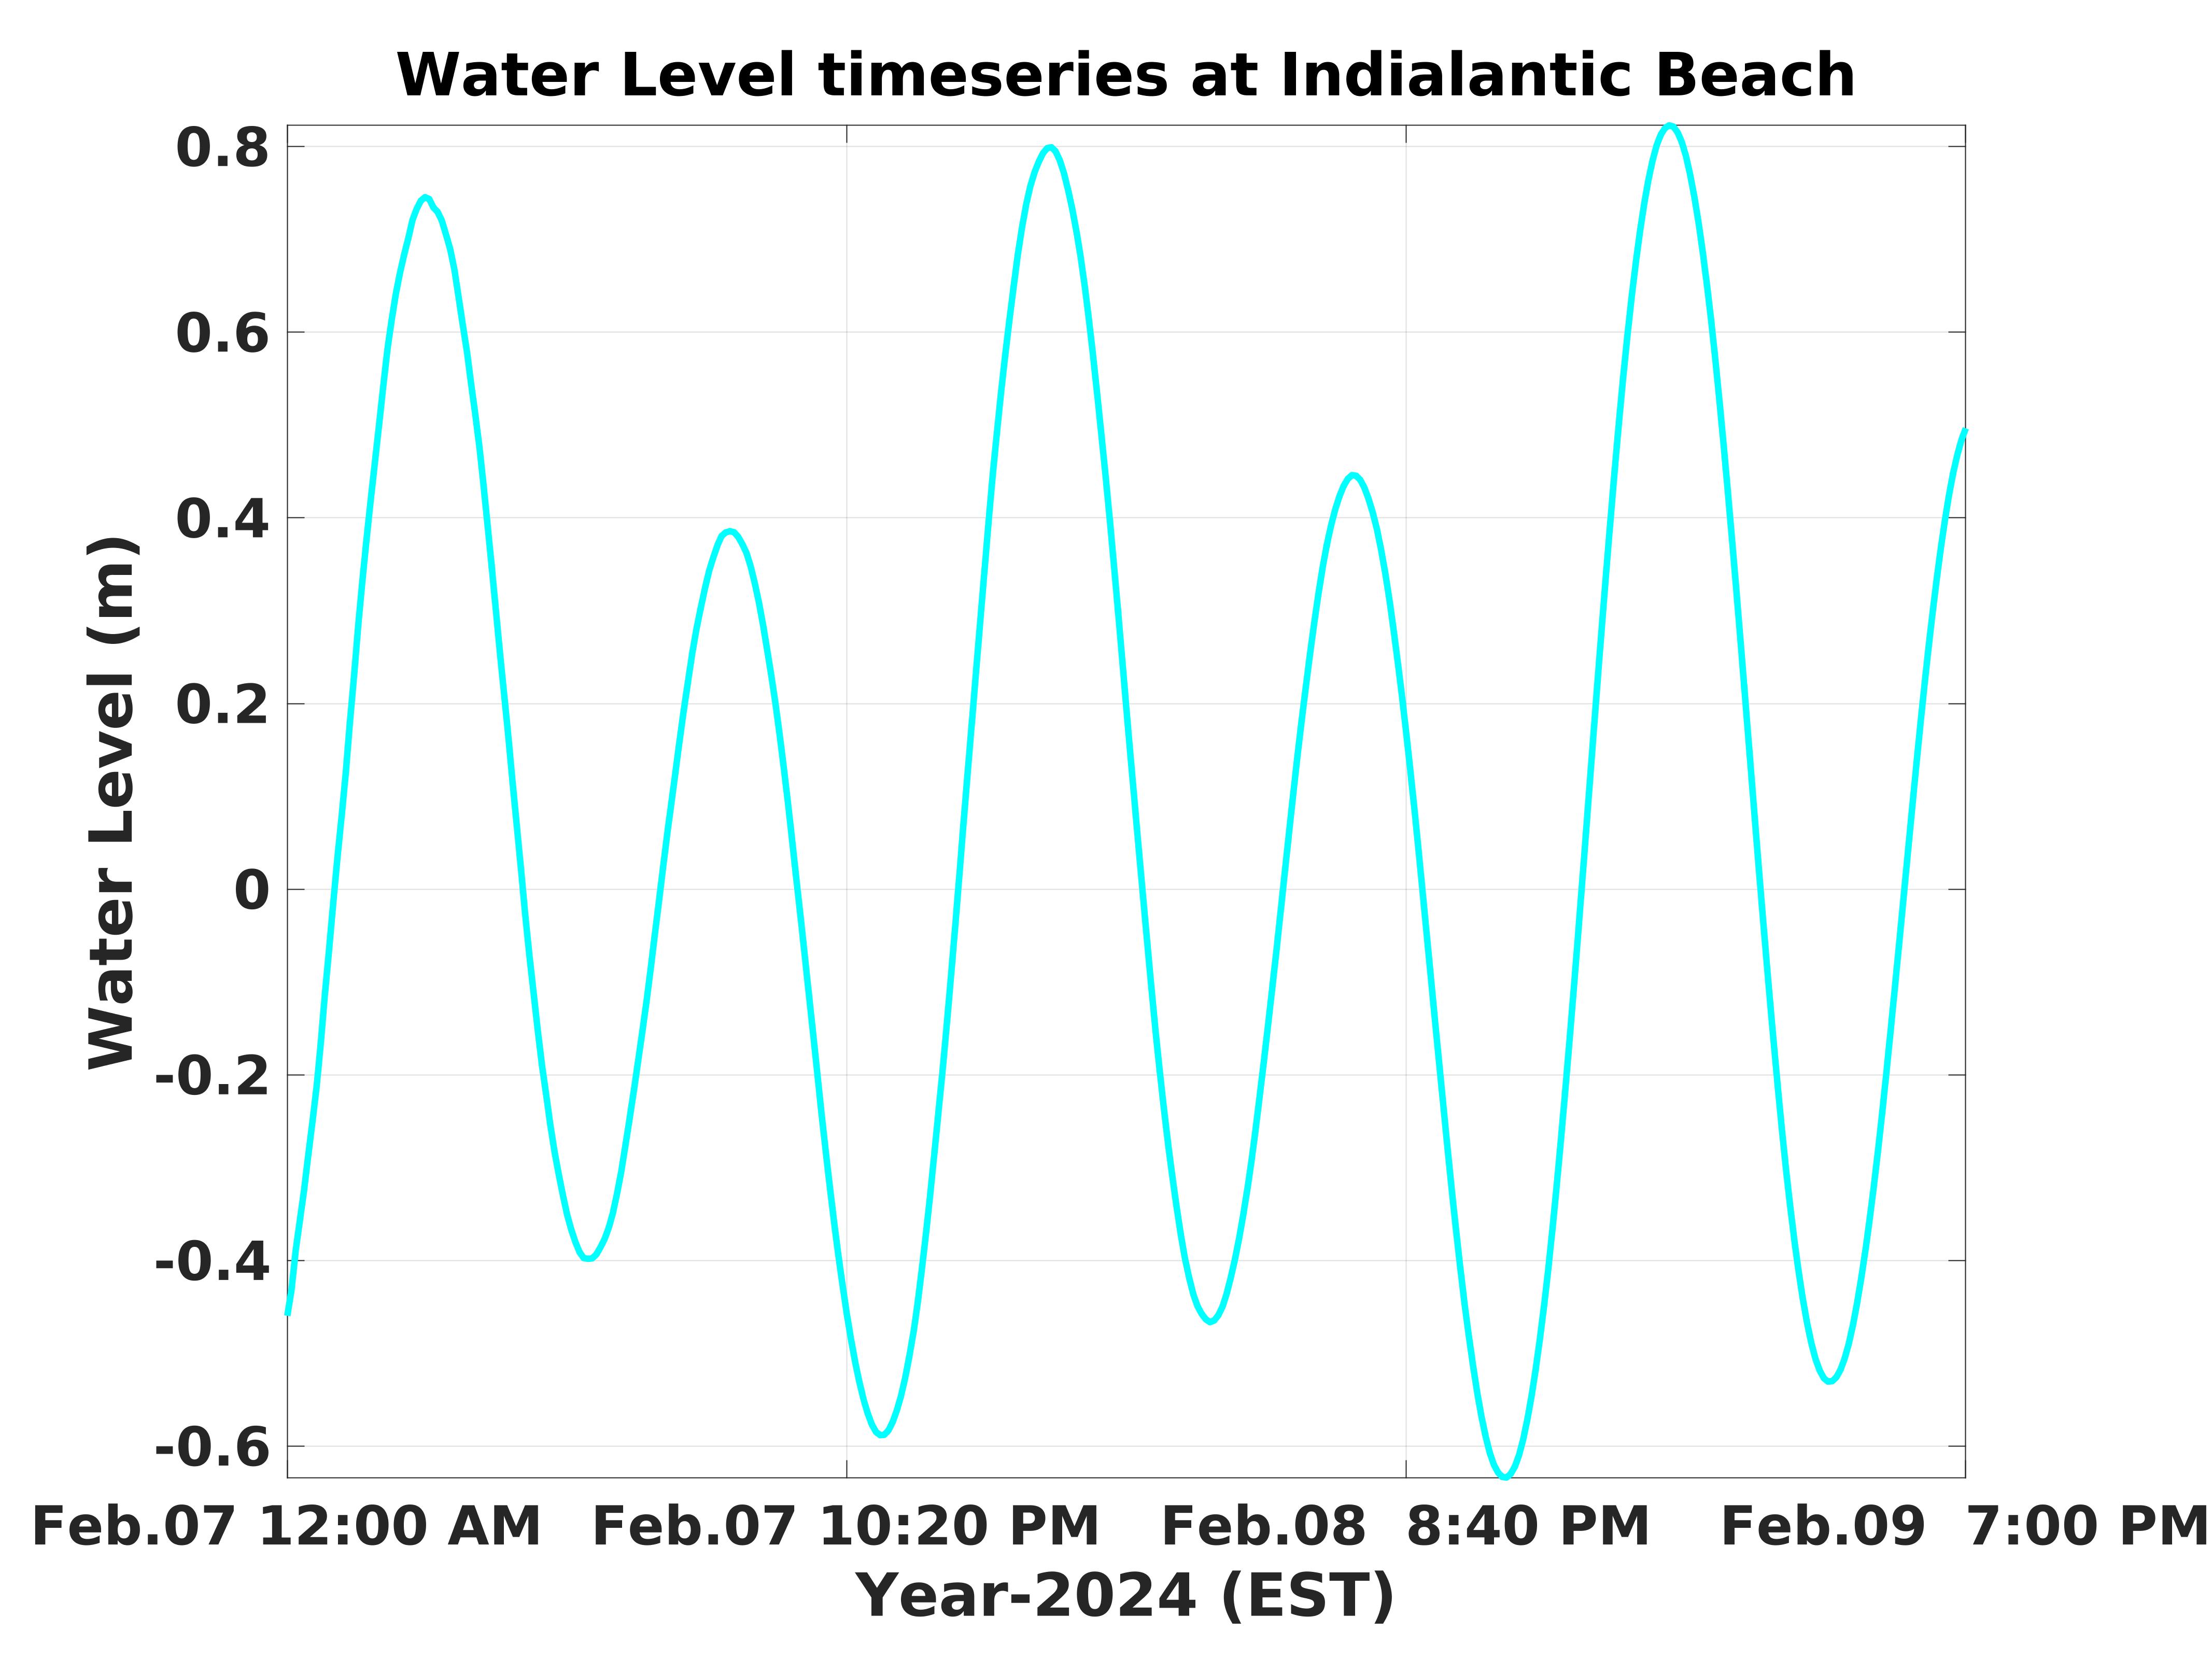 Water Level timeseries at Indialantic Beach
0.8
0.6
0.4
0.2
0
-0.2
-0.4
-0.6
Water Level (m)
Feb.07 12:00 AM Feb.07 10:20 PM Feb.08 8:40 PM Feb.09 7:00 PM
Year-2024 (EST)